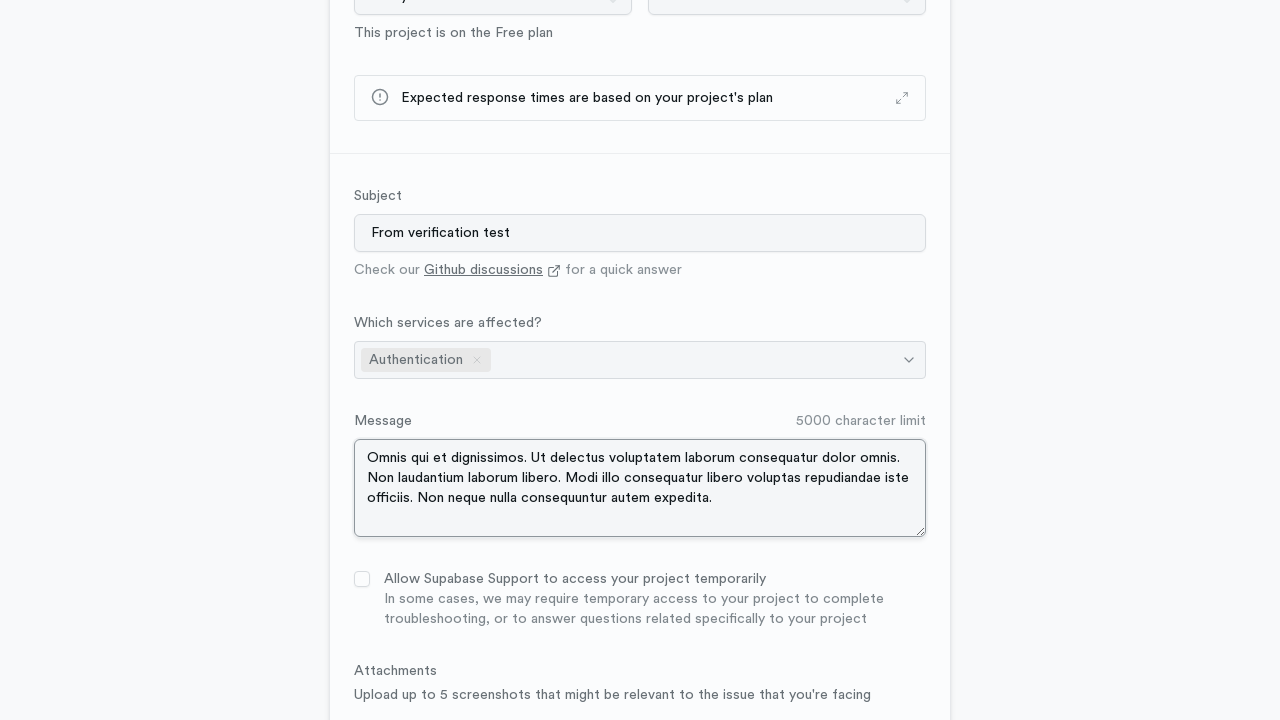 This project is on the Free plan
Expected response times are based on your project's plan
Subject
From verification test
Check our Github discussions for a quick answer
Which services are affected?
Authentication
Message
5000 character limit
Omnis qui et dignissimos. Ut delectus voluptatem laborum consequatur dolor omnis.
Non laudantium laborum libero. Modi illo consequatur libero voluptas repudiandae iste
officiis. Non neque nulla consequuntur autem expedita.
Allow Supabase Support to access your project temporarily
In some cases, we may require temporary access to your project to complete
troubleshooting, or to answer questions related specifically to your project
Attachments
Upload up to 5 screenshots that might be relevant to the issue that you're facing